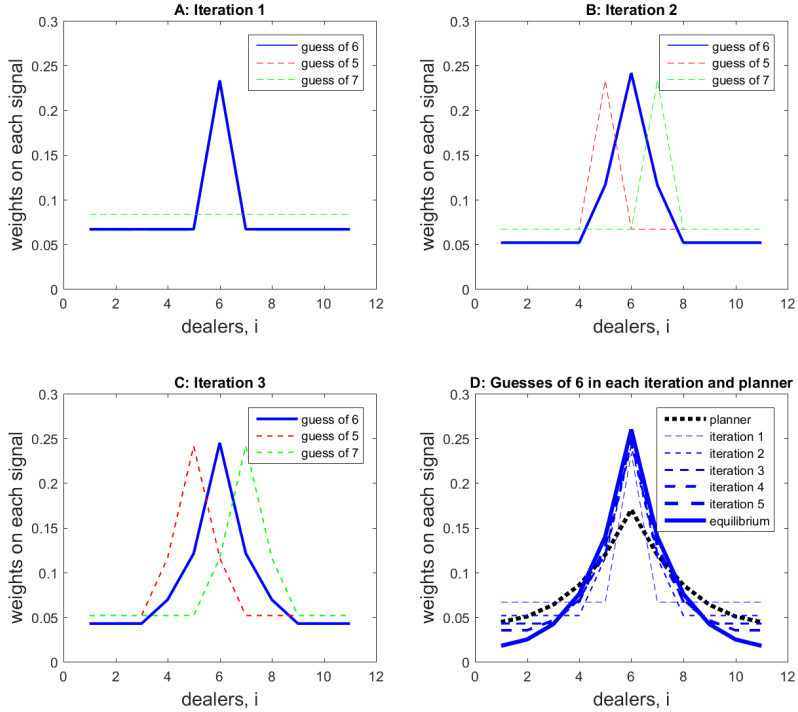 A: Iteration 1
weights on each signal
0.3
0.25
0.2
0.15
0.1
0.05
0
guess of 6
guess of 5
guess of 7
0 2 4 6 8 10 12
dealers, i
B: Iteration 2
weights on each signal
0.3
0.25
0.2
0.15
0.1
0.05
0
guess of 6
guess of 5
guess of 7
0 2 4 6 8 10 12
dealers, i
C: Iteration 3
weights on each signal
0.3
0.25
0.2
0.15
0.1
0.05
0
guess of 6
guess of 5
guess of 7
0 2 4 6 8 10 12
dealers, i
D: Guesses of 6 in each iteration and planner
weights on each signal
0.3
0.25
0.2
0.15
0.1
0.05
0
planner
iteration 1
iteration 2
iteration 3
iteration 4
iteration 5
equilibrium
0 2 4 6 8 10 12
dealers, i